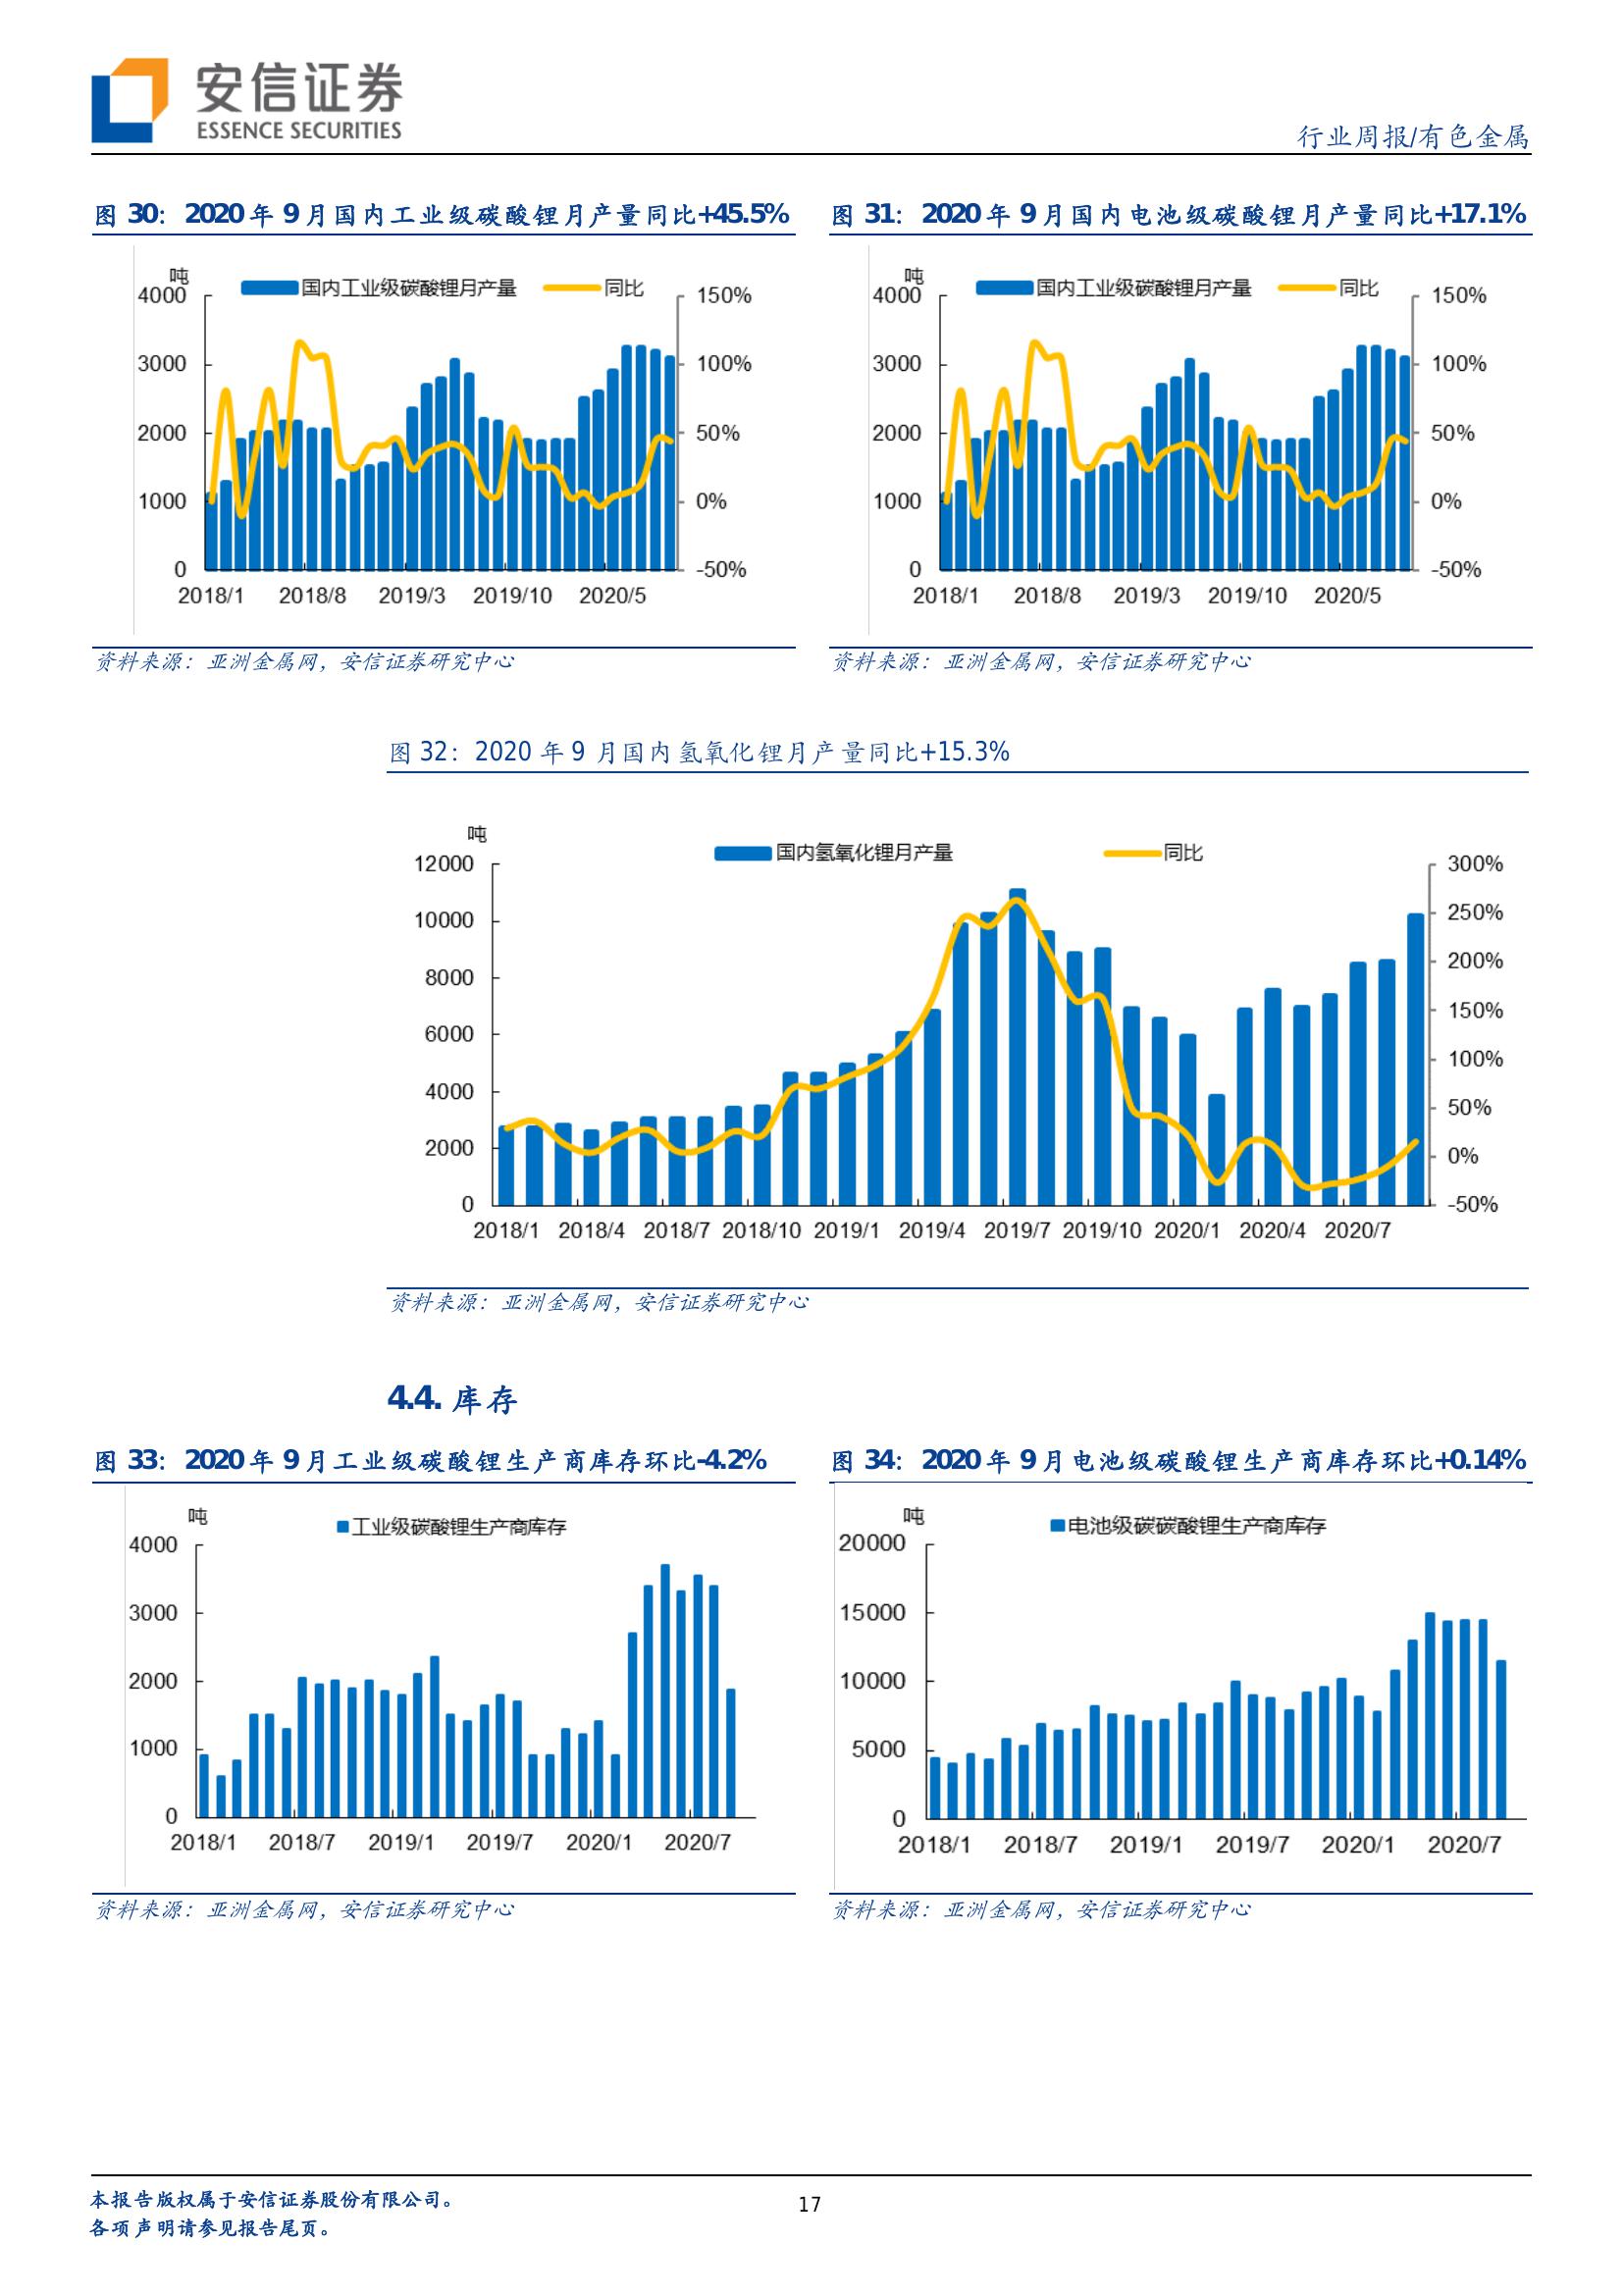 安信证券
ESSENCE SECURITIES
行业周报/有色金属
图 30：2020 年 9 月国内工业级碳酸锂月产量同比+45.5%
吨
国内工业级碳酸锂月产量 同比
4000
3000
2000
1000
0
150%
100%
50%
0%
-50%
2018/1 2018/8 2019/3 2019/10 2020/5
资料来源：亚洲金属网，安信证券研究中心
图 31：2020 年 9 月国内电池级碳酸锂月产量同比+17.1%
吨
国内工业级碳酸锂月产量 同比
4000
3000
2000
1000
0
150%
100%
50%
0%
-50%
2018/1 2018/8 2019/3 2019/10 2020/5
资料来源：亚洲金属网，安信证券研究中心
图 32：2020 年 9 月国内氢氧化锂月产量同比+15.3%
吨
国内氢氧化锂月产量 同比
12000
10000
8000
6000
4000
2000
0
300%
250%
200%
150%
100%
50%
0%
-50%
2018/1 2018/4 2018/7 2018/10 2019/1 2019/4 2019/7 2019/10 2020/1 2020/4 2020/7
资料来源：亚洲金属网，安信证券研究中心
4.4. 库存
图 33：2020 年 9 月工业级碳酸锂生产商库存环比-4.2%
吨
工业级碳酸锂生产商库存
4000
3000
2000
1000
0
2018/1 2018/7 2019/1 2019/7 2020/1 2020/7
资料来源：亚洲金属网，安信证券研究中心
图 34：2020 年 9 月电池级碳酸锂生产商库存环比+0.14%
吨
电池级碳碳酸锂生产商库存
20000
15000
10000
5000
0
2018/1 2018/7 2019/1 2019/7 2020/1 2020/7
资料来源：亚洲金属网，安信证券研究中心
本报告版权属于安信证券股份有限公司。
各项声明请参见报告尾页。
17